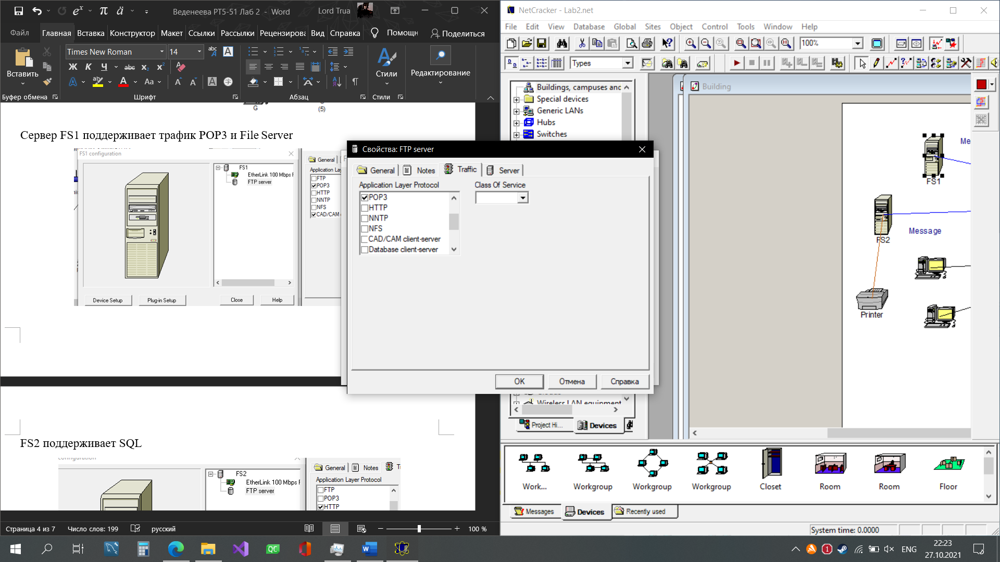 Веденеева РТ5-51 Лаб 2 - Word
Lord Trua
Файл
Главная
Вставка
Конструктор
Макет
Ссылки
Рассылки
Рецензирова
Вид
Справка
Помощн
Поделиться
Вставить
Times New Roman
14
Стили
Редактирование
Буфер обмена
Шрифт
Абзац
Стили
G
(5)
Сервер FS1 поддерживает трафик POP3 и File Server
FS1 configuration
FS1
EtherLink 100 Mbps F
FTP server
Device Setup
Plug-in Setup
Close
Help
General
Application Lay
FTP
POP3
HTTP
NNTP
NFS
CAD/CAM
FS2 поддерживает SQL
FS2
EtherLink 100 Mbps F
FTP server
General
Notes
Application Layer Protocol
FTP
POP3
HTTP
Страница 4 из 7
Число слов: 199
русский
100 %
NetCracker - Lab2.net
File Edit View Database Global Sites Object Control Tools Window Help
100%
Types
Buildings, campuses and
Special devices
Generic LANs
Hubs
Switches
Wireless LAN equipment
Project Hi...
Devices
Building
FS1
Me
FS2
Message
Printer
Свойства: FTP server
General
Notes
Traffic
Server
Application Layer Protocol
Class Of Service
POP3
HTTP
NNTP
NFS
CAD/CAM client-server
Database client-server
OK
Отмена
Справка
Work...
Workgroup
Workgroup
Workgroup
Closet
Room
Room
Floor
Messages
Devices
Recently used
System time: 0.0000
ENG
22:23
27.10.2021